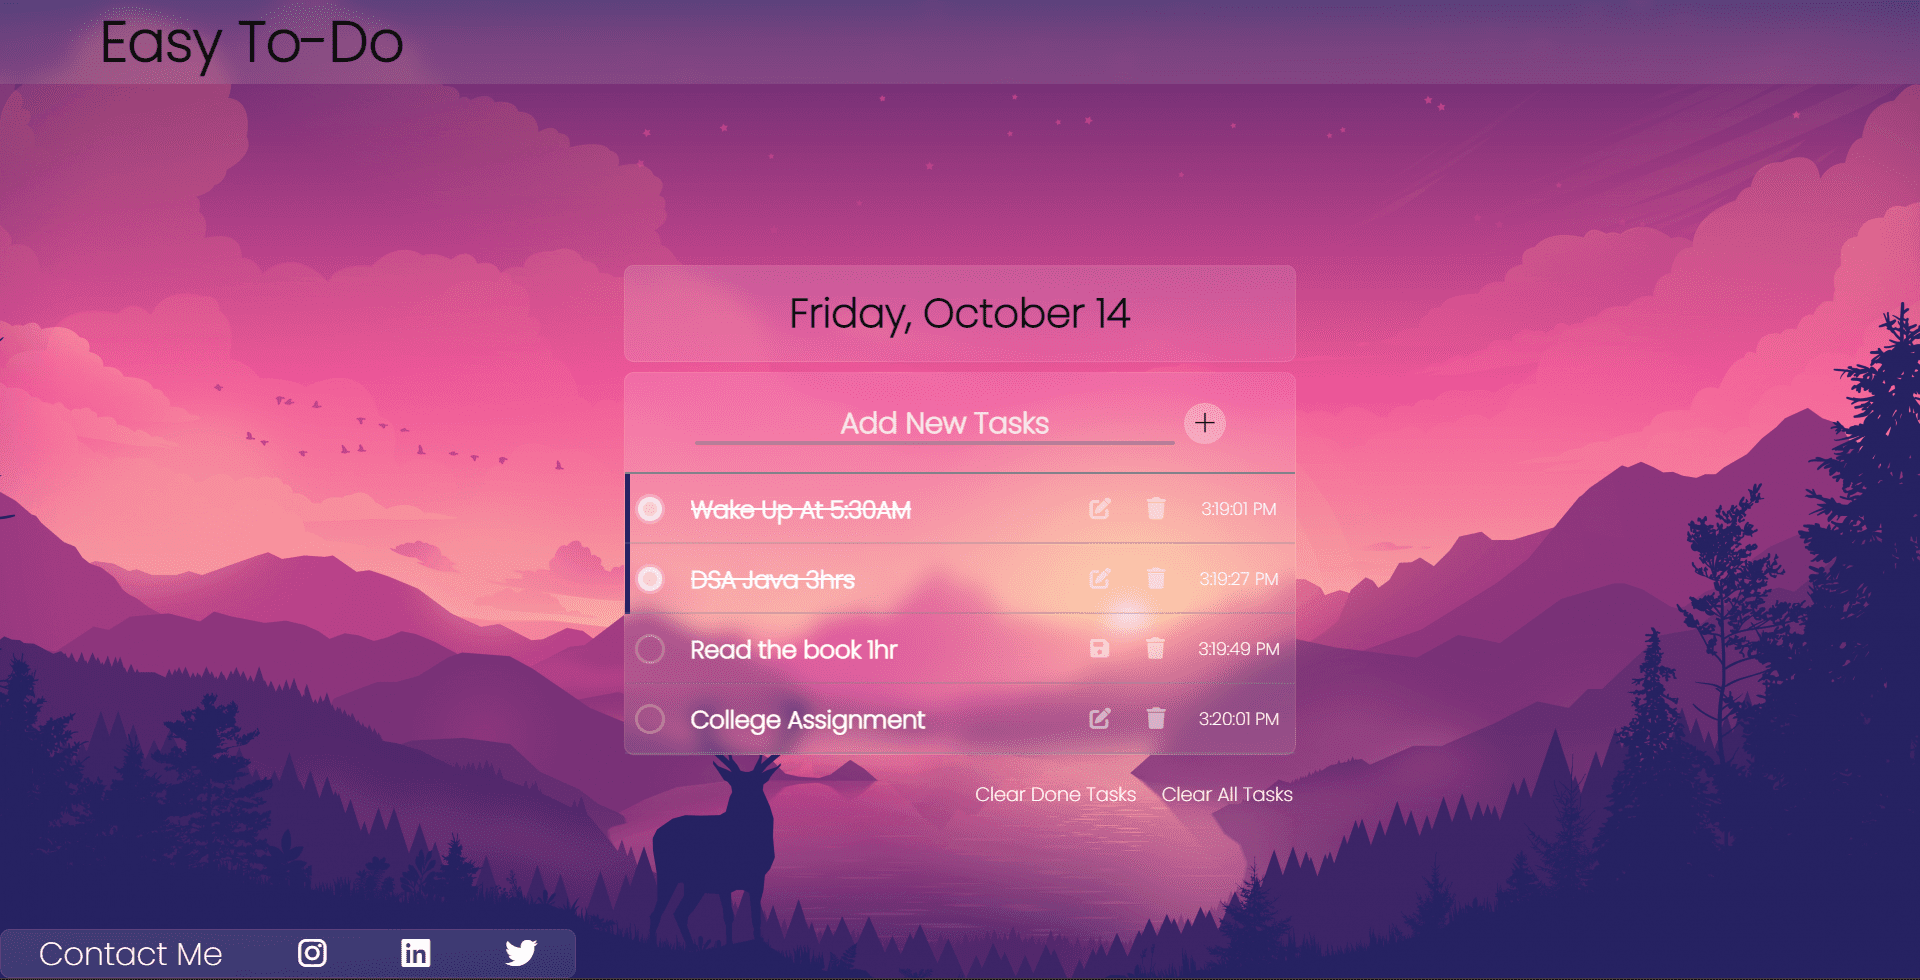 Easy To-Do
Friday, October 14
Add New Tasks
Wake Up At 5:30AM 3:19:01 PM
DSA Java 3hrs 3:19:27 PM
Read the book 1hr 3:19:49 PM
College Assignment 3:20:01 PM
Clear Done Tasks Clear All Tasks
Contact Me